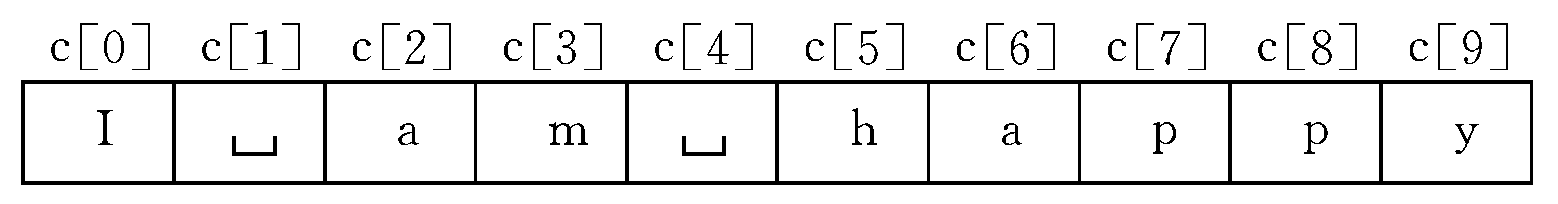 c[0] c[1] c[2] c[3] c[4] c[5] c[6] c[7] c[8] c[9]
I ␣ a m ␣ h a p p y